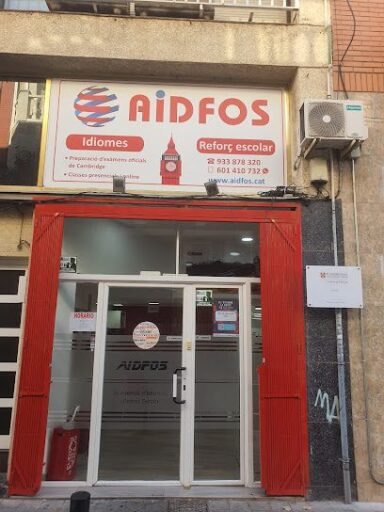 AiDFOS
Idiomes
• Preparació d'exàmens oficials
de Cambridge
• Classes presencials i online
Reforç escolar
933 878 320
601 410 732
www.aidfos.cat
HORARIO
AiDFOS